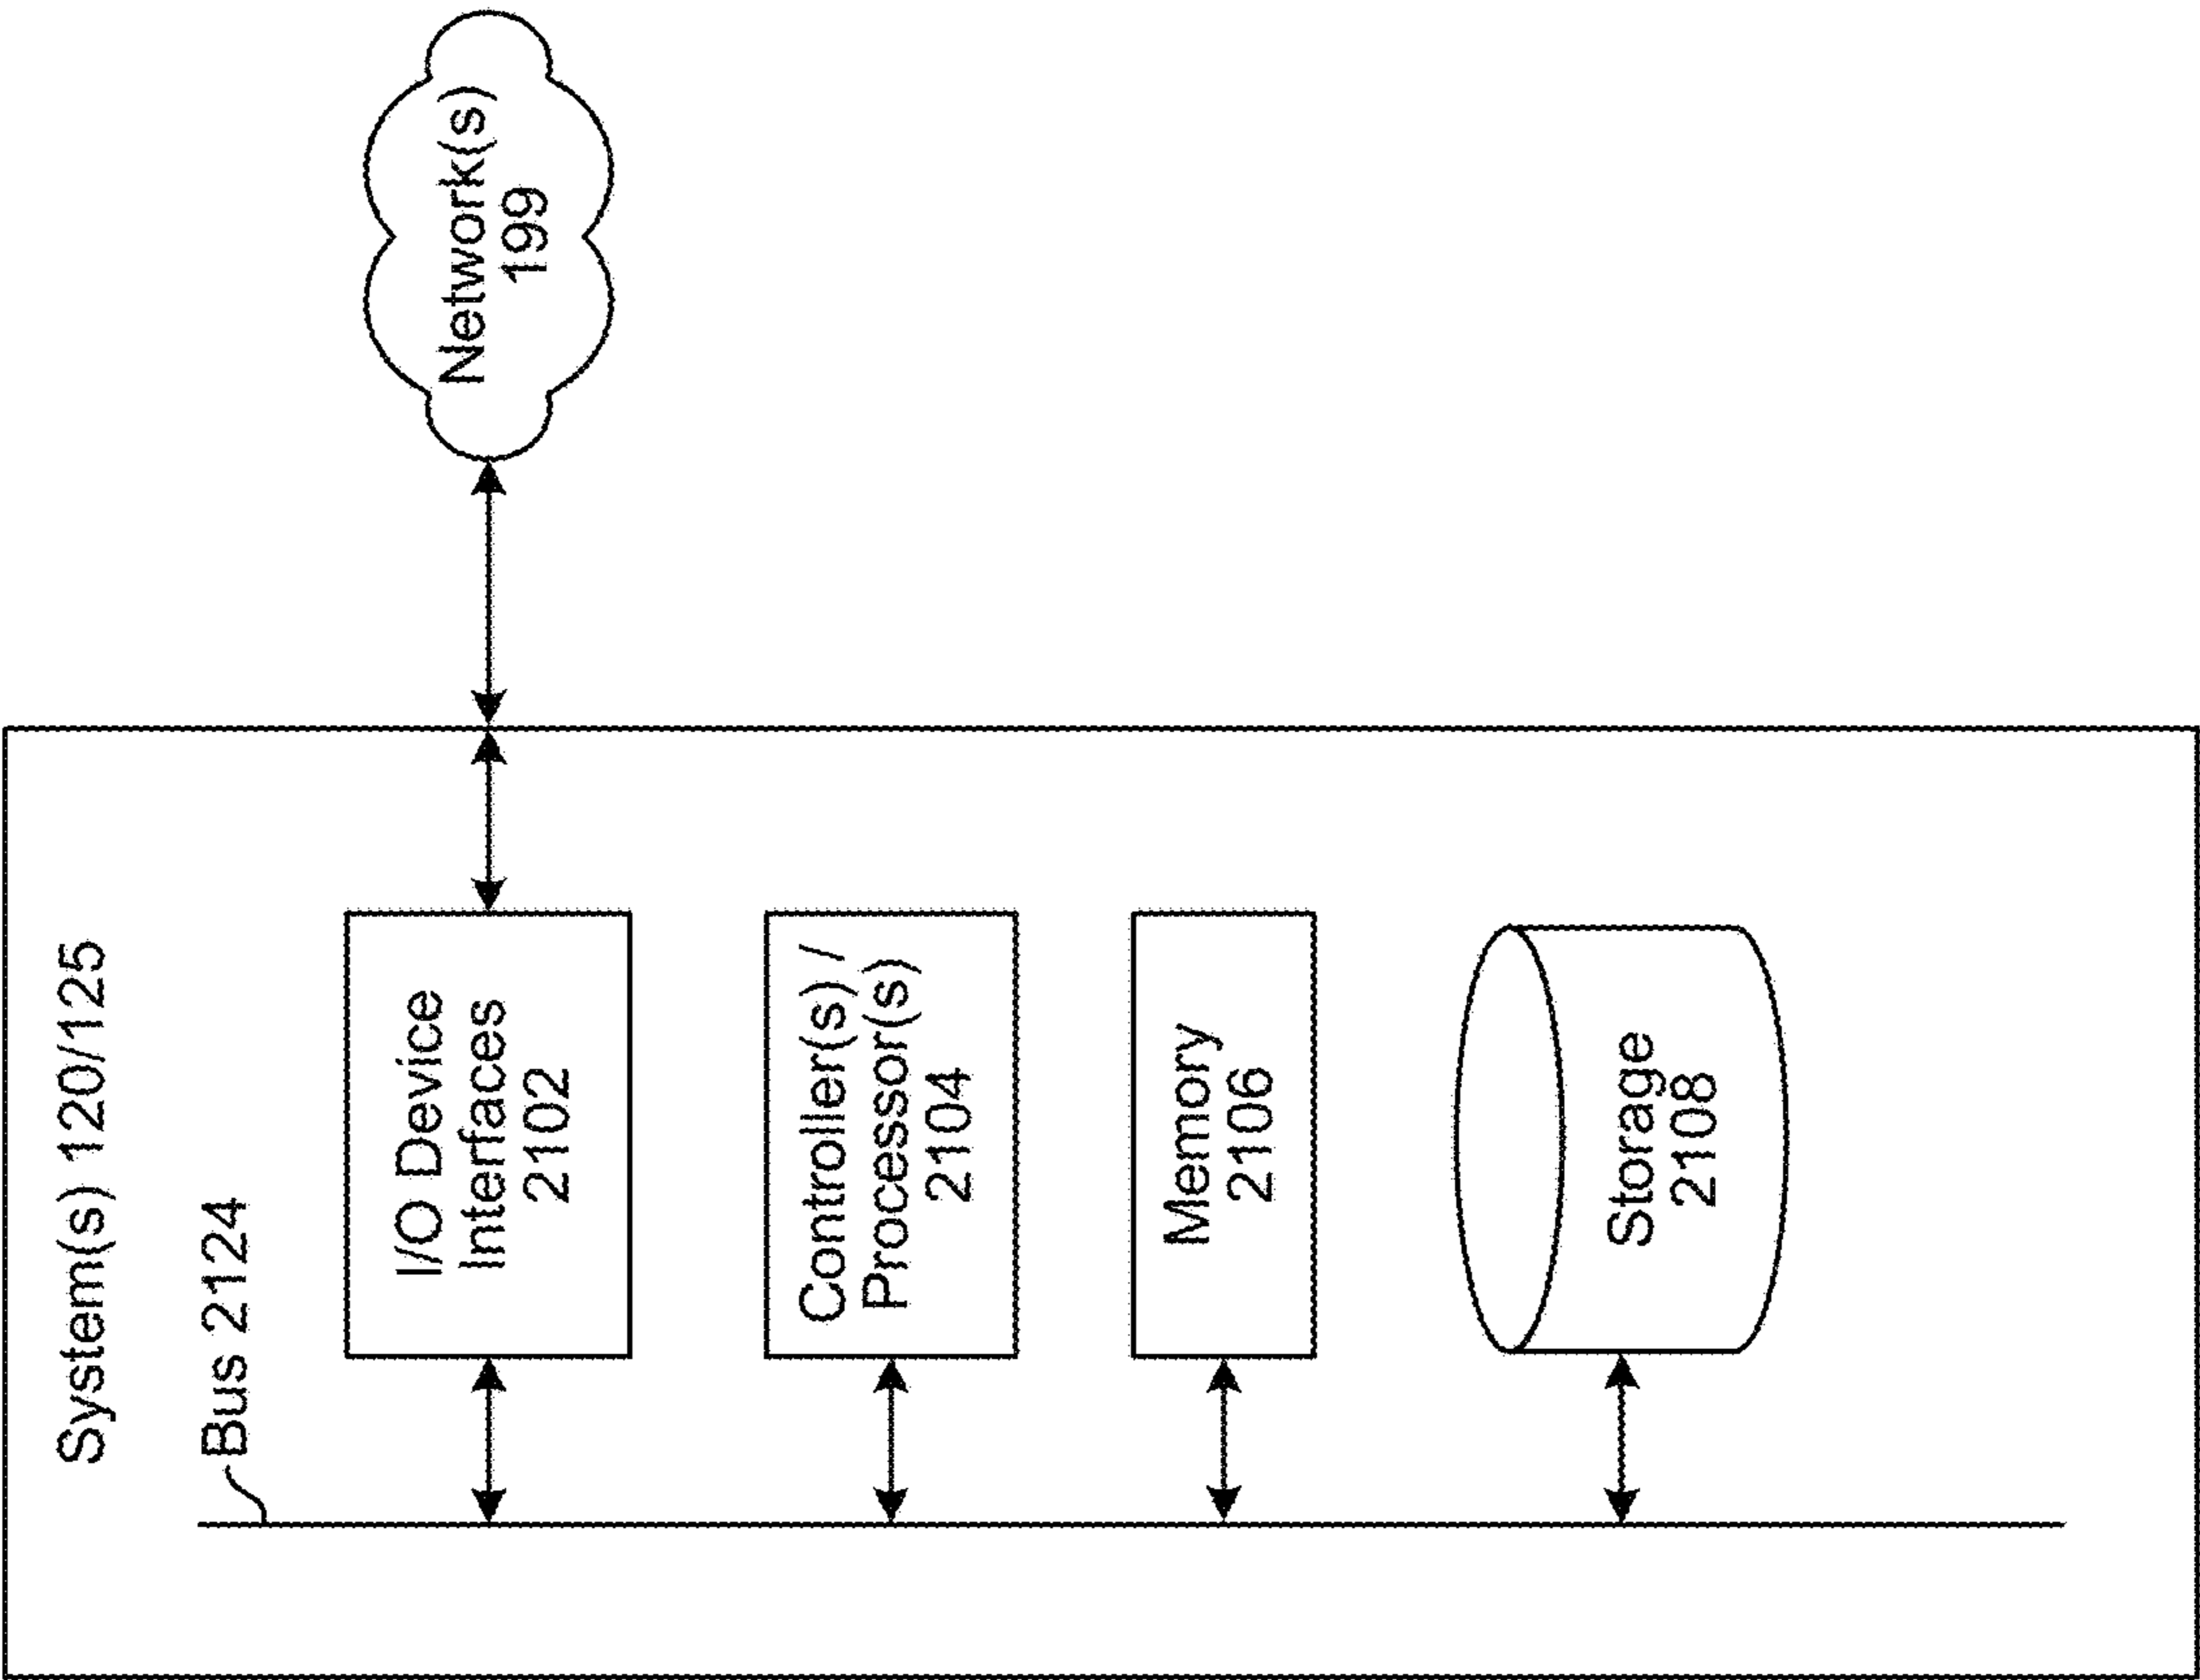 System(s) 120/125
Bus 2124
I/O Device
Interfaces
2102
Controller(s) /
Processor(s)
2104
Memory
2106
Storage
2108
Network(s)
199